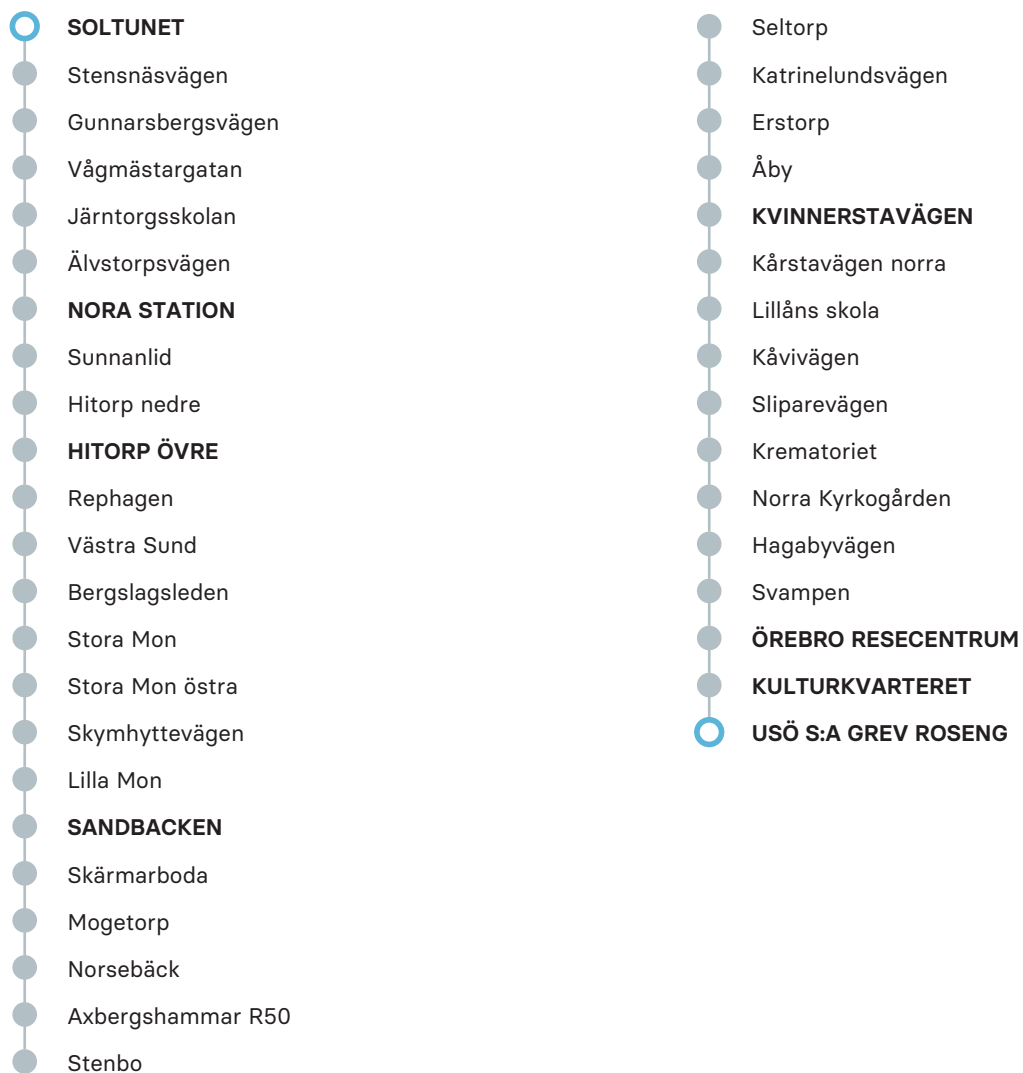 SOLTUNET
Stensnäsvägen
Gunnarsbergsvägen
Vågmästargatan
Järntorgsskolan
Älvstorpsvägen
NORA STATION
Sunnanlid
Hitorp nedre
HITORP ÖVRE
Rephagen
Västra Sund
Bergslagsleden
Stora Mon
Stora Mon östra
Skymhyttevägen
Lilla Mon
SANDBACKEN
Skärmarboda
Mogetorp
Norsebäck
Axbergshammar R50
Stenbo
Seltorp
Katrinelundsvägen
Erstorp
Åby
KVINNERSTAVÄGEN
Kårstavägen norra
Lillåns skola
Kåvivägen
Sliparevägen
Krematoriet
Norra Kyrkogården
Hagabyvägen
Svampen
ÖREBRO RESECENTRUM
KULTURKVARTERET
USÖ S:A GREV ROSENG